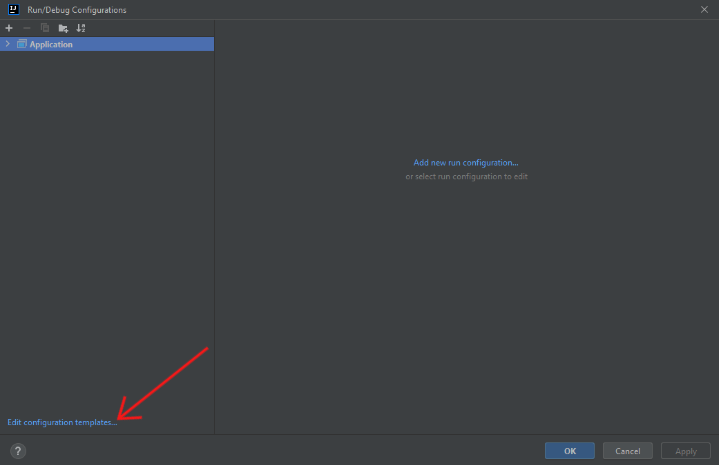 Run/Debug Configurations
Application
Add new run configuration...
or select run configuration to edit
Edit configuration templates...
?
OK
Cancel
Apply